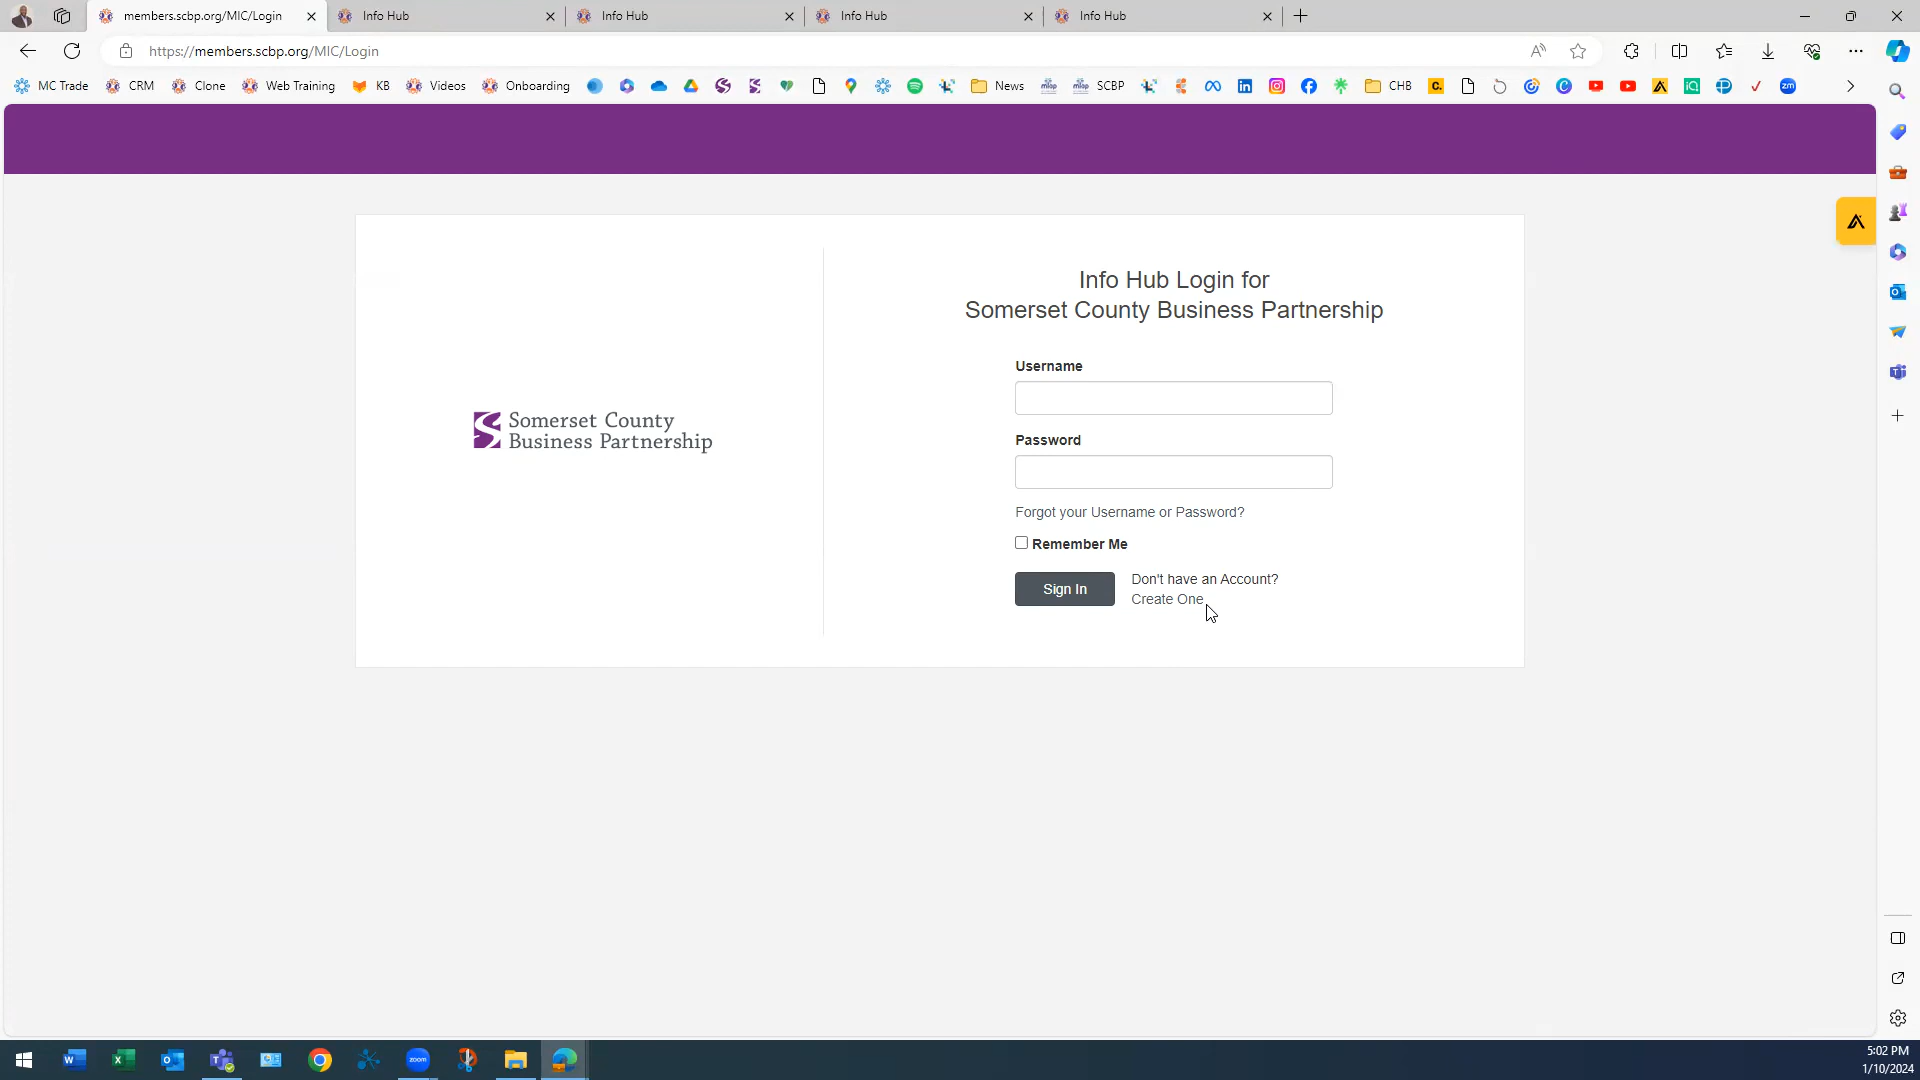 members.scbp.org/MIC/Login
Info Hub
Info Hub
Info Hub
Info Hub
https://members.scbp.org/MIC/Login
MC Trade
CRM
Clone
Web Training
KB
Videos
Onboarding
News
SCBP
CHB
Info Hub Login for
Somerset County Business Partnership
Somerset County
Business Partnership
Username
Password
Forgot your Username or Password?
Remember Me
Sign In
Don't have an Account?
Create One
5:02 PM
1/10/2024